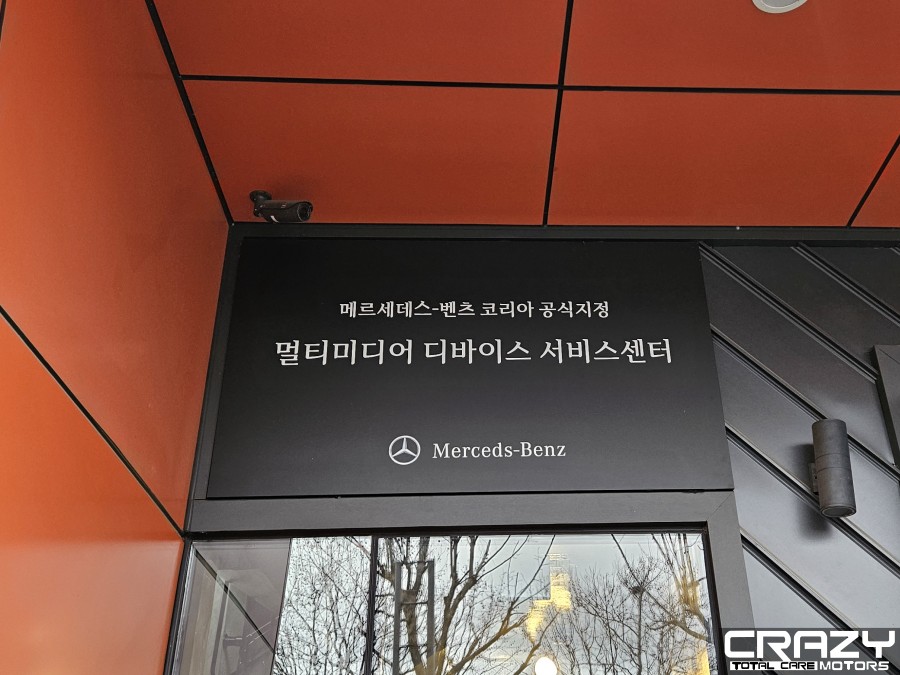 메르세데스-벤츠 코리아 공식지정
멀티미디어 디바이스 서비스센터
Merceds-Benz
CRAZY
TOTAL CARE MOTORS